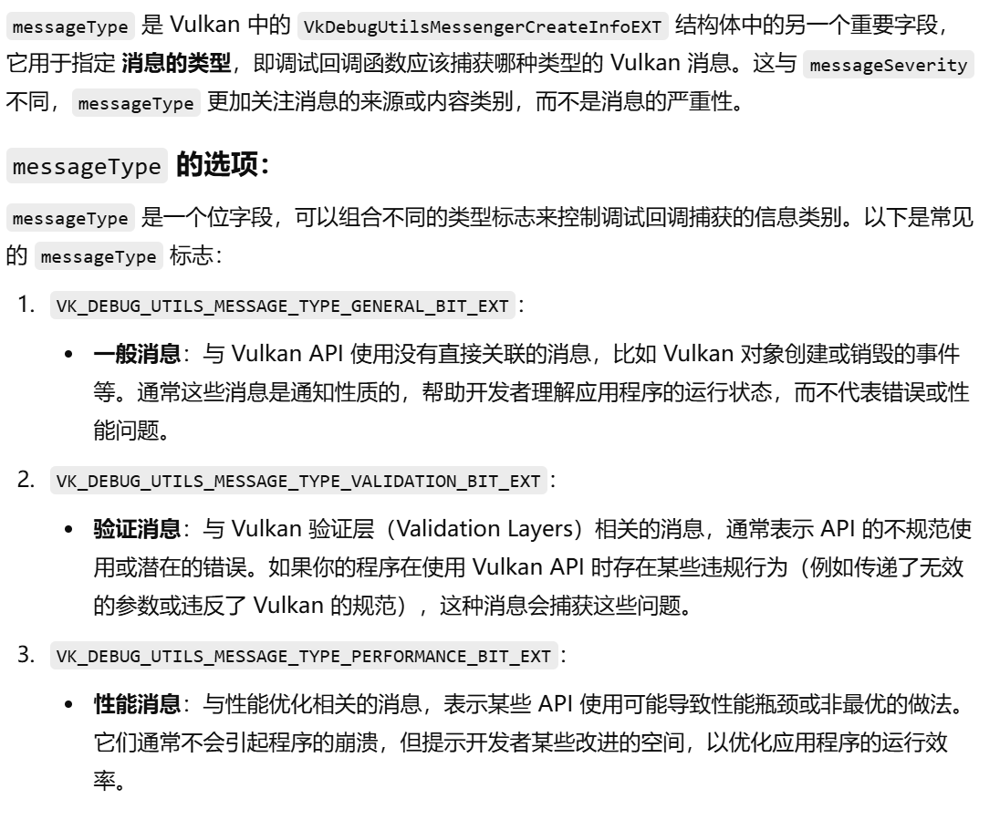 messageType 是 Vulkan 中的 VkDebugUtilsMessengerCreateInfoEXT 结构体中的另一个重要字段，
它用于指定 消息的类型，即调试回调函数应该捕获哪种类型的 Vulkan 消息。这与 messageSeverity
不同， messageType 更加关注消息的来源或内容类别，而不是消息的严重性。
messageType 的选项：
messageType 是一个位字段，可以组合不同的类型标志来控制调试回调捕获的信息类别。以下是常见
的 messageType 标志：
1. VK_DEBUG_UTILS_MESSAGE_TYPE_GENERAL_BIT_EXT：
• 一般消息：与 Vulkan API 使用没有直接关联的消息，比如 Vulkan 对象创建或销毁的事件
等。通常这些消息是通知性质的，帮助开发者理解应用程序的运行状态，而不代表错误或性
能问题。
2. VK_DEBUG_UTILS_MESSAGE_TYPE_VALIDATION_BIT_EXT：
• 验证消息：与 Vulkan 验证层（Validation Layers）相关的消息，通常表示 API 的不规范使
用或潜在的错误。如果你的程序在使用 Vulkan API 时存在某些违规行为（例如传递了无效
的参数或违反了 Vulkan 的规范），这种消息会捕获这些问题。
3. VK_DEBUG_UTILS_MESSAGE_TYPE_PERFORMANCE_BIT_EXT：
• 性能消息：与性能优化相关的消息，表示某些 API 使用可能导致性能瓶颈或非最优的做法。
它们通常不会引起程序的崩溃，但提示开发者某些改进的空间，以优化应用程序的运行效
率。